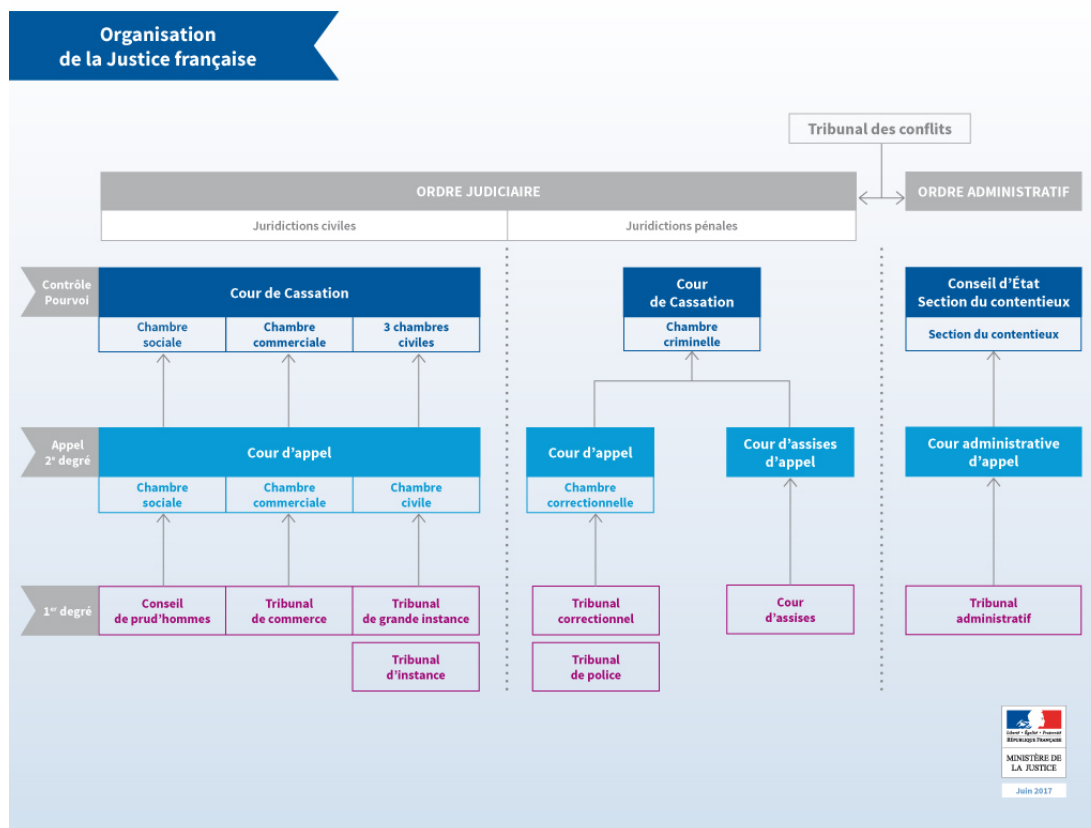 Organisation
de la Justice française
Tribunal des conflits
ORDRE JUDICIAIRE
ORDRE ADMINISTRATIF
Juridictions civiles
Juridictions pénales
Contrôle
Pourvoi
Cour de Cassation
Cour
de Cassation
Conseil d'État
Section du contentieux
Chambre
sociale
Chambre
commerciale
3 chambres
civiles
Chambre
criminelle
Section du contentieux
Appel
2e degré
Cour d'appel
Cour d'appel
Cour d'assises
d'appel
Cour administrative
d'appel
Chambre
sociale
Chambre
commerciale
Chambre
civile
Chambre
correctionnelle
1er degré
Conseil
de prud'hommes
Tribunal
de commerce
Tribunal
de grande instance
Tribunal
correctionnel
Cour
d'assises
Tribunal
administratif
Tribunal
d'instance
Tribunal
de police
Liberté • Égalité • Fraternité
RÉPUBLIQUE FRANÇAISE
MINISTÈRE DE
LA JUSTICE
Juin 2017